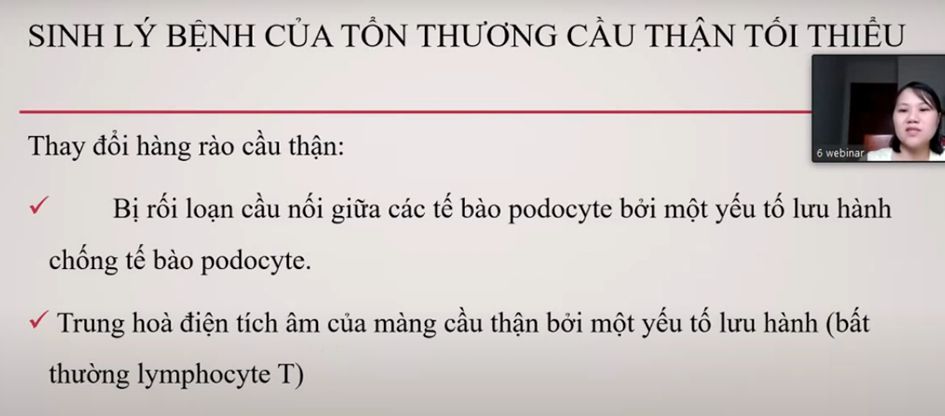 SINH LÝ BỆNH CỦA TỔN THƯƠNG CẦU THẬN TỐI THIỂU
6 webinar
Thay đổi hàng rào cầu thận:
✓ Bị rối loạn cầu nối giữa các tế bào podocyte bởi một yếu tố lưu hành
chống tế bào podocyte.
✓ Trung hoà điện tích âm của màng cầu thận bởi một yếu tố lưu hành (bất
thường lymphocyte T)